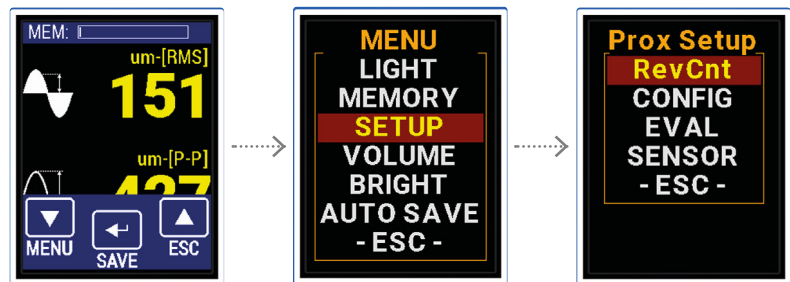 MEM:
um-[RMS]
151
um-[P-P]
427
MENU
SAVE
ESC
MENU
LIGHT
MEMORY
SETUP
VOLUME
BRIGHT
AUTO SAVE
- ESC -
Prox Setup
RevCnt
CONFIG
EVAL
SENSOR
- ESC -